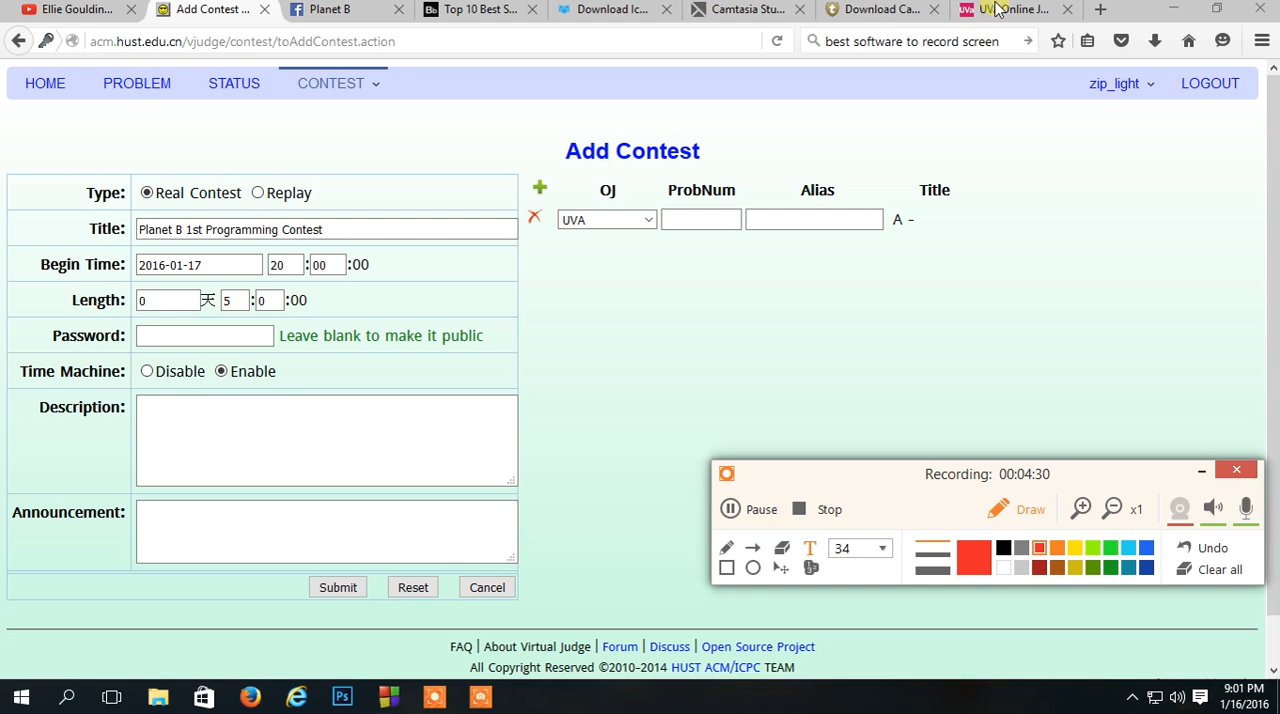 Ellie Gouldin...
Add Contest ...
Planet B
Bb Top 10 Best S...
Download Ic...
Camtasia Stu...
Download Ca...
UVa UVa Online J...
acm.hust.edu.cn/vjudge/contest/toAddContest.action
best software to record screen
HOME PROBLEM STATUS CONTEST zip_light LOGOUT
Add Contest
Type: Real Contest Replay
Title: Planet B 1st Programming Contest
Begin Time: 2016-01-17 20 : 00 :00
Length: 0 天 5 : 0 :00
Password: Leave blank to make it public
Time Machine: Disable Enable
Description:
Announcement:
Submit Reset Cancel
OJ ProbNum Alias Title
UVA A -
Recording: 00:04:30
Pause Stop Draw x1
T 34 Undo
Clear all
FAQ | About Virtual Judge | Forum | Discuss | Open Source Project
All Copyright Reserved ©2010-2014 HUST ACM/ICPC TEAM
Ps
9:01 PM
1/16/2016